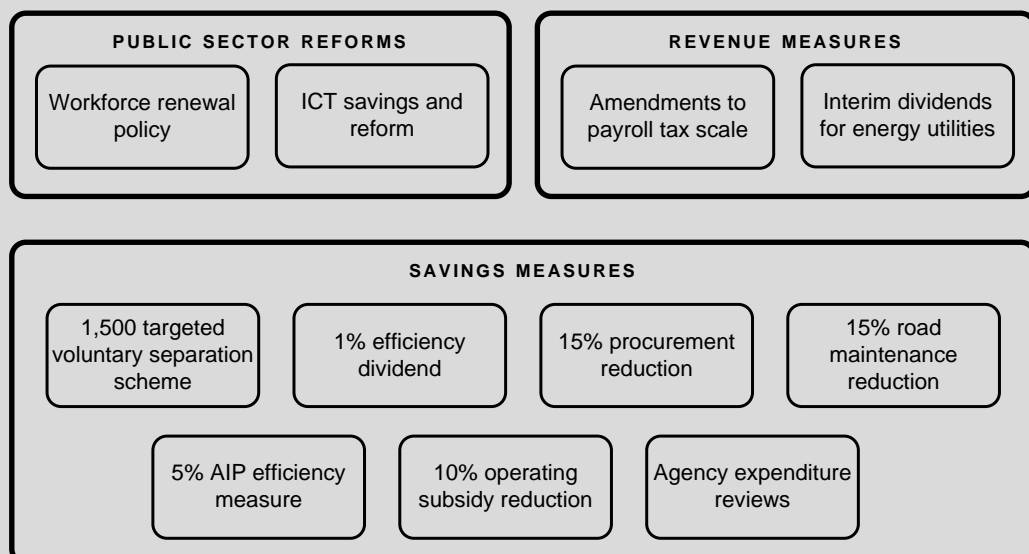 PUBLIC SECTOR REFORMS
Workforce renewal
policy
ICT savings and
reform
REVENUE MEASURES
Amendments to
payroll tax scale
Interim dividends
for energy utilities
SAVINGS MEASURES
1,500 targeted
voluntary separation
scheme
1% efficiency
dividend
15% procurement
reduction
15% road
maintenance
reduction
5% AIP efficiency
measure
10% operating
subsidy reduction
Agency expenditure
reviews